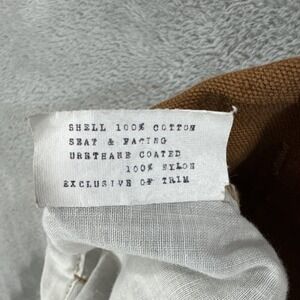 SHELL 100% COTTON
SEAT & FACING
URETHANE COATED
100% NYLON
EXCLUSIVE OF TRIM